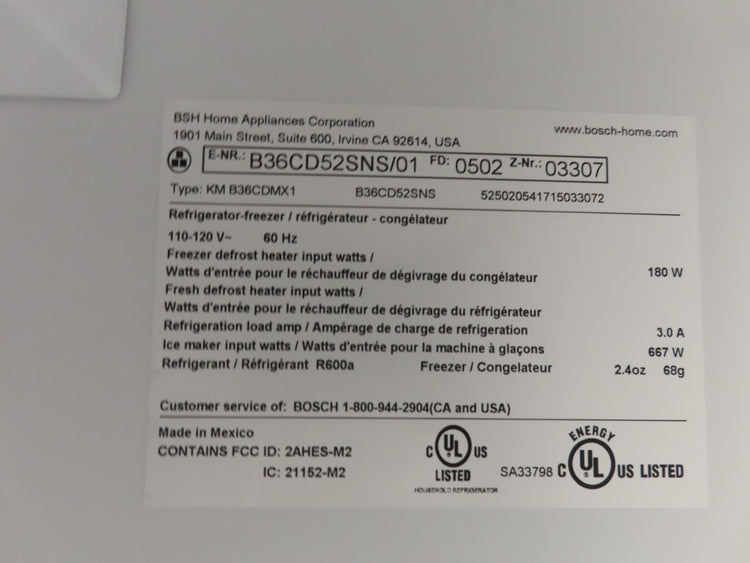 BSH Home Appliances Corporation
1901 Main Street, Suite 600, Irvine CA 92614, USA
www.bosch-home.com
E-NR.: B36CD52SNS/01 FD: 0502 Z-Nr.: 03307
Type: KM B36CDMX1 B36CD52SNS 525020541715033072
Refrigerator-freezer / réfrigérateur - congélateur
110-120 V~ 60 Hz
Freezer defrost heater input watts /
Watts d'entrée pour le réchauffeur de dégivrage du congélateur 180 W
Fresh defrost heater input watts /
Watts d'entrée pour le réchauffeur de dégivrage du réfrigérateur
Refrigeration load amp / Ampérage de charge de refrigeration 3.0 A
Ice maker input watts / Watts d'entrée pour la machine à glaçons 667 W
Refrigerant / Réfrigérant R600a Freezer / Congelateur 2.4oz 68g
Customer service of: BOSCH 1-800-944-2904(CA and USA)
Made in Mexico
CONTAINS FCC ID: 2AHES-M2
IC: 21152-M2
C UL US
LISTED
HOUSEHOLD REFRIGERATOR
ENERGY
SA33798 C UL US LISTED